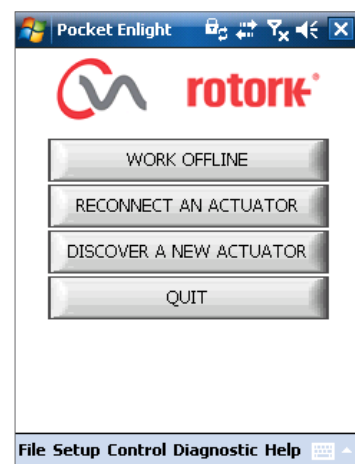 Pocket Enlight
rotork
WORK OFFLINE
RECONNECT AN ACTUATOR
DISCOVER A NEW ACTUATOR
QUIT
File Setup Control Diagnostic Help